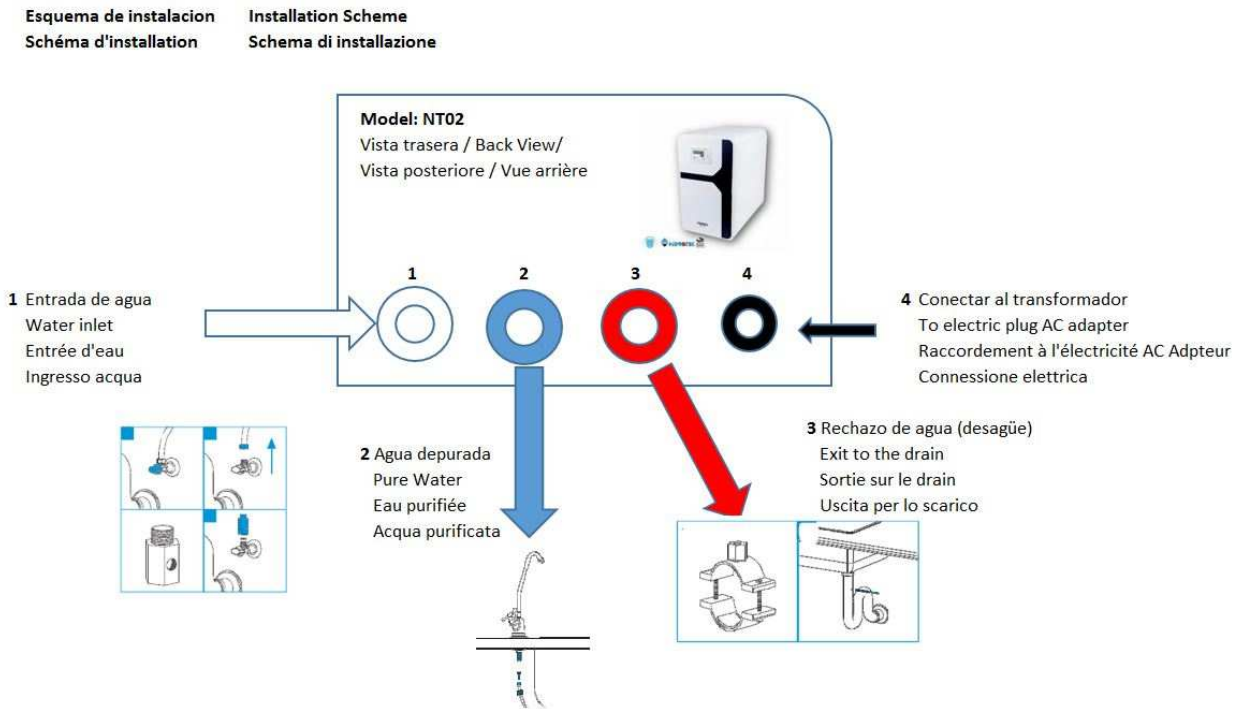 Esquema de instalacion Installation Scheme
Schéma d'installation Schema di installazione
Model: NT02
Vista trasera / Back View/
Vista posteriore / Vue arrière
1 2 3 4
1 Entrada de agua
Water inlet
Entrée d'eau
Ingresso acqua
4 Conectar al transformador
To electric plug AC adapter
Raccordement à l'électricité AC Adpteur
Connessione elettrica
2 Agua depurada
Pure Water
Eau purifiée
Acqua purificata
3 Rechazo de agua (desagüe)
Exit to the drain
Sortie sur le drain
Uscita per lo scarico